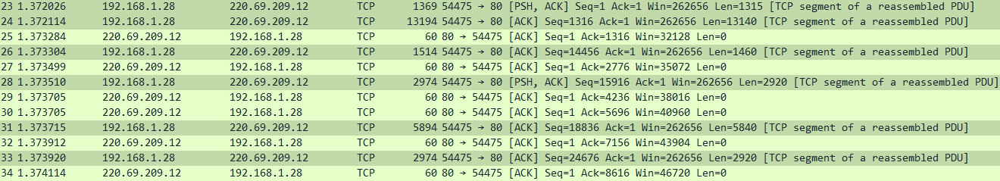 23 1.372026 192.168.1.28 220.69.209.12 TCP 1369 54475 → 80 [PSH, ACK] Seq=1 Ack=1 Win=262656 Len=1315 [TCP segment of a reassembled PDU]
24 1.372114 192.168.1.28 220.69.209.12 TCP 13194 54475 → 80 [ACK] Seq=1316 Ack=1 Win=262656 Len=13140 [TCP segment of a reassembled PDU]
25 1.373284 220.69.209.12 192.168.1.28 TCP 60 80 → 54475 [ACK] Seq=1 Ack=1316 Win=32128 Len=0
26 1.373304 192.168.1.28 220.69.209.12 TCP 1514 54475 → 80 [ACK] Seq=14456 Ack=1 Win=262656 Len=1460 [TCP segment of a reassembled PDU]
27 1.373499 220.69.209.12 192.168.1.28 TCP 60 80 → 54475 [ACK] Seq=1 Ack=2776 Win=35072 Len=0
28 1.373510 192.168.1.28 220.69.209.12 TCP 2974 54475 → 80 [PSH, ACK] Seq=15916 Ack=1 Win=262656 Len=2920 [TCP segment of a reassembled PDU]
29 1.373705 220.69.209.12 192.168.1.28 TCP 60 80 → 54475 [ACK] Seq=1 Ack=4236 Win=38016 Len=0
30 1.373705 220.69.209.12 192.168.1.28 TCP 60 80 → 54475 [ACK] Seq=1 Ack=5696 Win=40960 Len=0
31 1.373715 192.168.1.28 220.69.209.12 TCP 5894 54475 → 80 [ACK] Seq=18836 Ack=1 Win=262656 Len=5840 [TCP segment of a reassembled PDU]
32 1.373912 220.69.209.12 192.168.1.28 TCP 60 80 → 54475 [ACK] Seq=1 Ack=7156 Win=43904 Len=0
33 1.373920 192.168.1.28 220.69.209.12 TCP 2974 54475 → 80 [ACK] Seq=24676 Ack=1 Win=262656 Len=2920 [TCP segment of a reassembled PDU]
34 1.374114 220.69.209.12 192.168.1.28 TCP 60 80 → 54475 [ACK] Seq=1 Ack=8616 Win=46720 Len=0